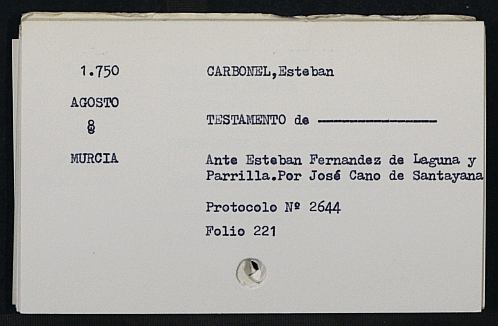 1.750 CARBONEL,Esteban
AGOSTO
8 TESTAMENTO de ----------------
MURCIA Ante Esteban Fernandez de Laguna y
Parrilla.Por José Cano de Santayana
Protocolo Nº 2644
Folio 221